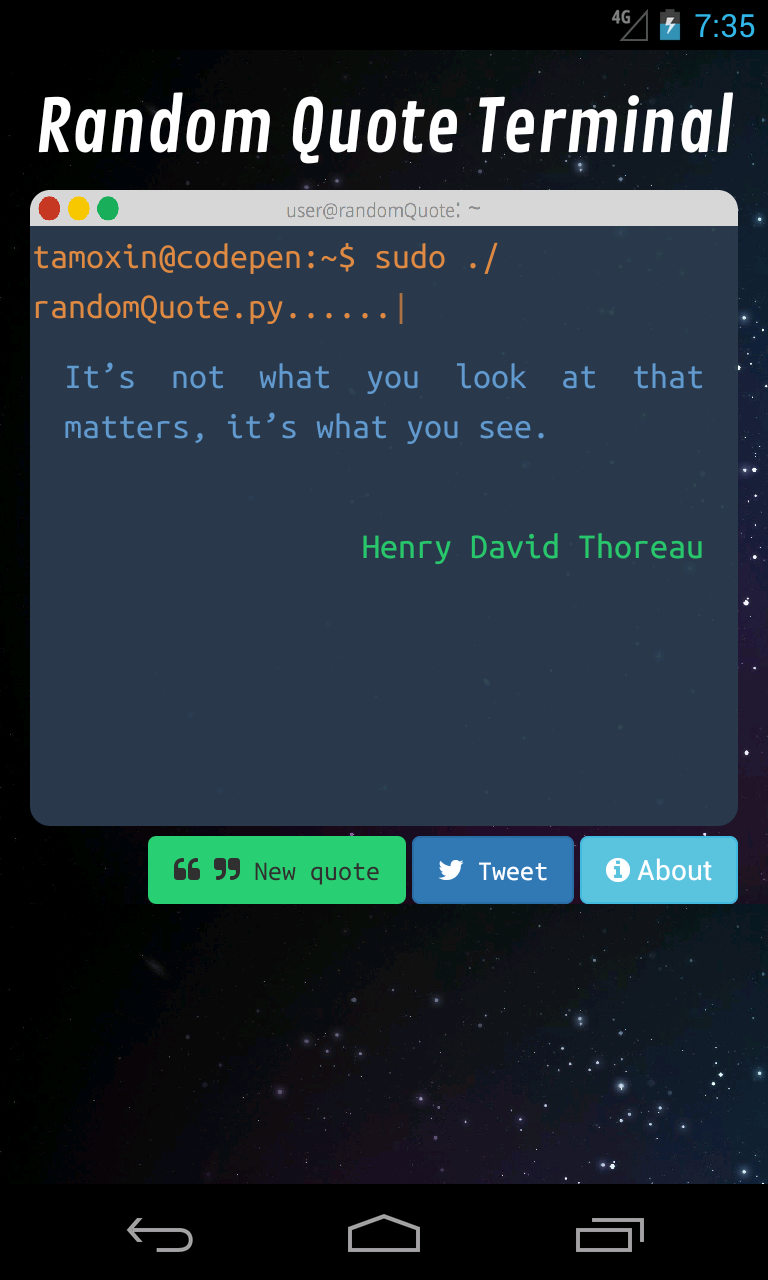 4G 7:35
Random Quote Terminal
user@randomQuote: ~
tamoxin@codepen:~$ sudo ./
randomQuote.py......|
It’s not what you look at that
matters, it’s what you see.
Henry David Thoreau
New quote Tweet About